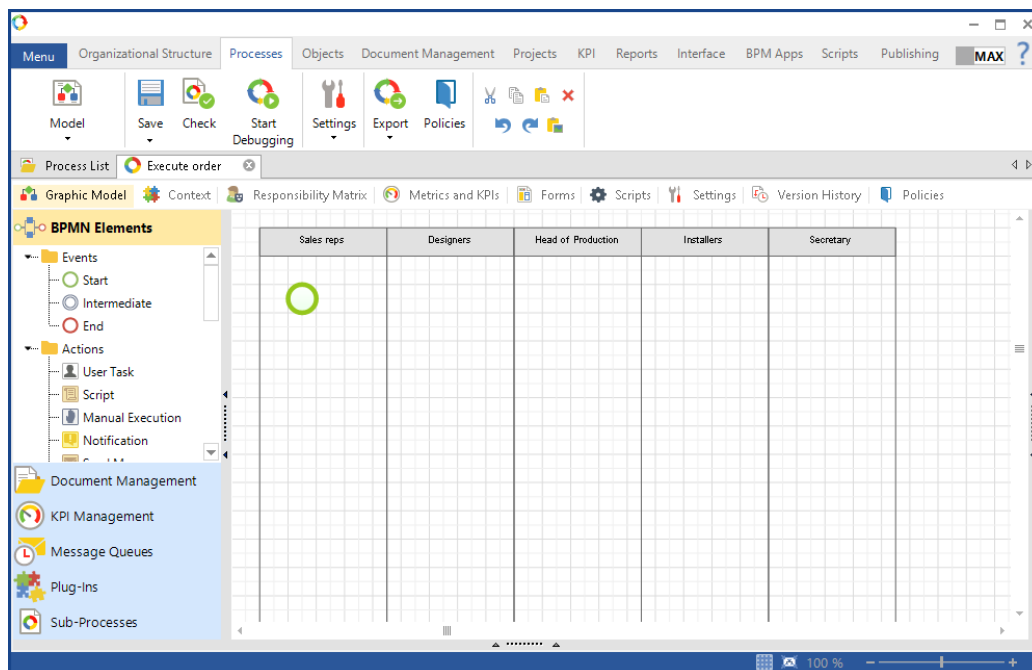 Menu Organizational Structure Processes Objects Document Management Projects KPI Reports Interface BPM Apps Scripts Publishing MAX ?
Model Save Check Start Debugging Settings Export Policies
Process List Execute order
Graphic Model Context Responsibility Matrix Metrics and KPIs Forms Scripts Settings Version History Policies
BPMN Elements
Events
Start
Intermediate
End
Actions
User Task
Script
Manual Execution
Notification
Document Management
KPI Management
Message Queues
Plug-Ins
Sub-Processes
Sales reps Designers Head of Production Installers Secretary
100 %